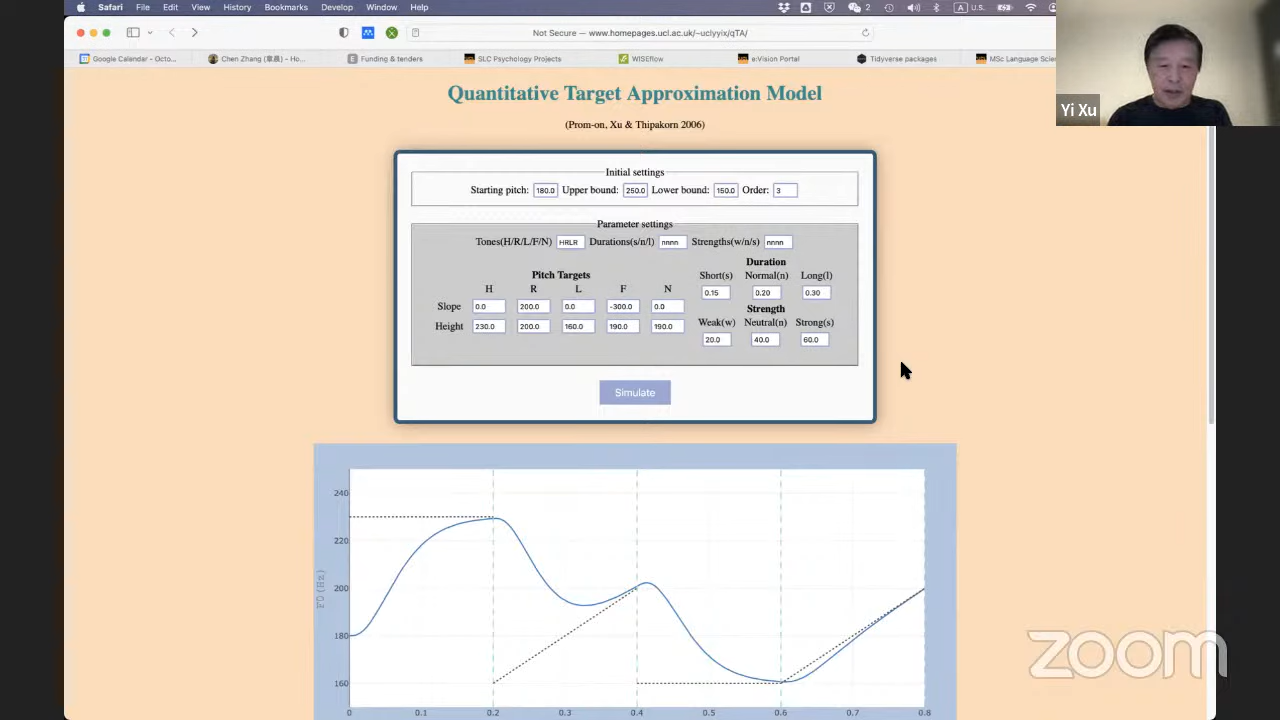 Safari File Edit View History Bookmarks Develop Window Help 2 A U.S.
Not Secure — www.homepages.ucl.ac.uk/~uclyyix/qTA/
Google Calendar - Octo... Chen Zhang (章晨) - Ho... Funding & tenders SLC Psychology Projects WISEflow e:Vision Portal Tidyverse packages MSc Language Scie
Yi Xu
Quantitative Target Approximation Model
(Prom-on, Xu & Thipakorn 2006)
Initial settings
Starting pitch: 180.0 Upper bound: 250.0 Lower bound: 150.0 Order: 3
Parameter settings
Tones(H/R/L/F/N) HRLR Durations(s/n/l) nnnn Strengths(w/n/s) nnnn
Pitch Targets
H R L F N
Slope 0.0 200.0 0.0 -300.0 0.0
Height 230.0 200.0 160.0 190.0 190.0
Duration
Short(s) Normal(n) Long(l)
0.15 0.20 0.30
Strength
Weak(w) Neutral(n) Strong(s)
20.0 40.0 60.0
Simulate
F0 (Hz)
240
220
200
180
160
0 0.1 0.2 0.3 0.4 0.5 0.6 0.7 0.8
zoom